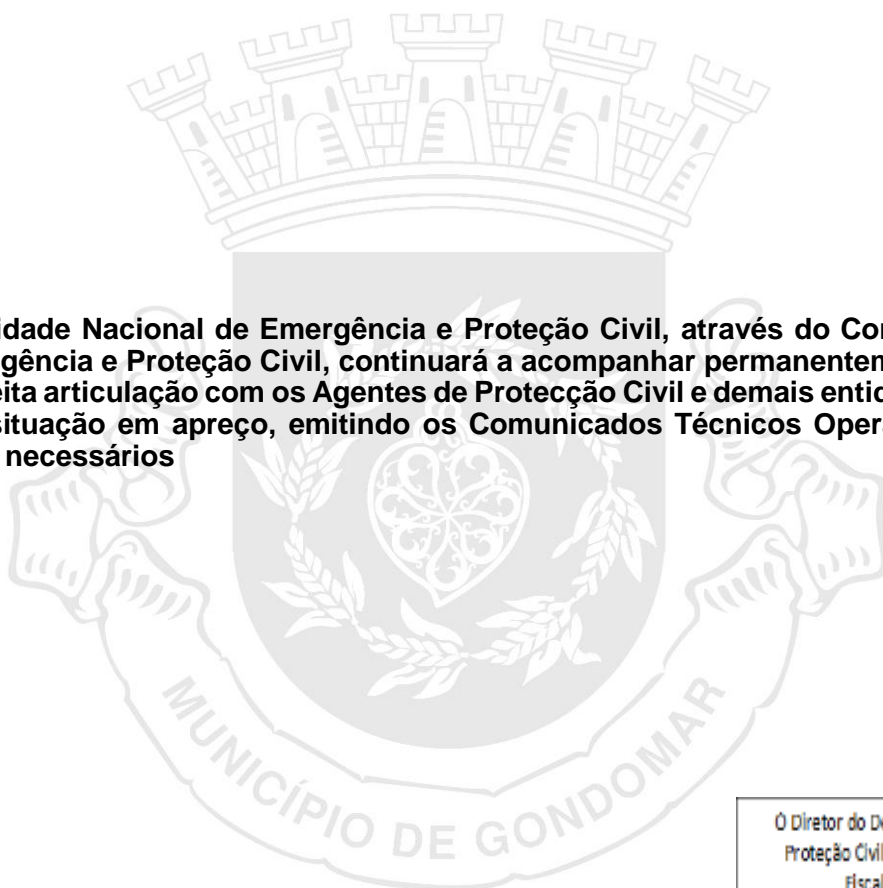 idade Nacional de Emergência e Proteção Civil, através do Co
gência e Proteção Civil, continuará a acompanhar permanente
eita articulação com os Agentes de Protecção Civil e demais enti
situação em apreço, emitindo os Comunicados Técnicos Oper
necessários
MUNICÍPIO DE GONDOMAR
O Diretor do D
Proteção Civil
Fiscal